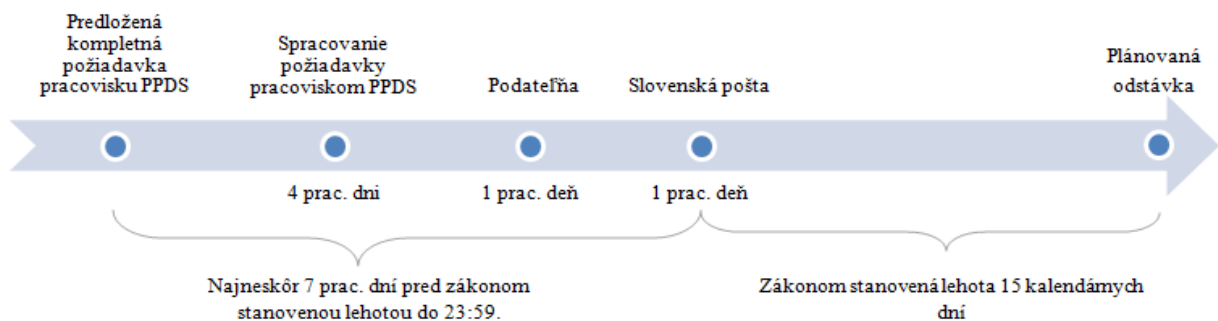 Predložená
kompletná
požiadavka
pracovisku PPDS
Spracovanie
požiadavky
pracoviskom PPDS
Podateľňa
Slovenská pošta
Plánovaná
odstávka
4 prac. dni
1 prac. deň
1 prac. deň
Najneskôr 7 prac. dní pred zákonom
stanovenou lehotou do 23:59.
Zákonom stanovená lehota 15 kalendárnych
dní